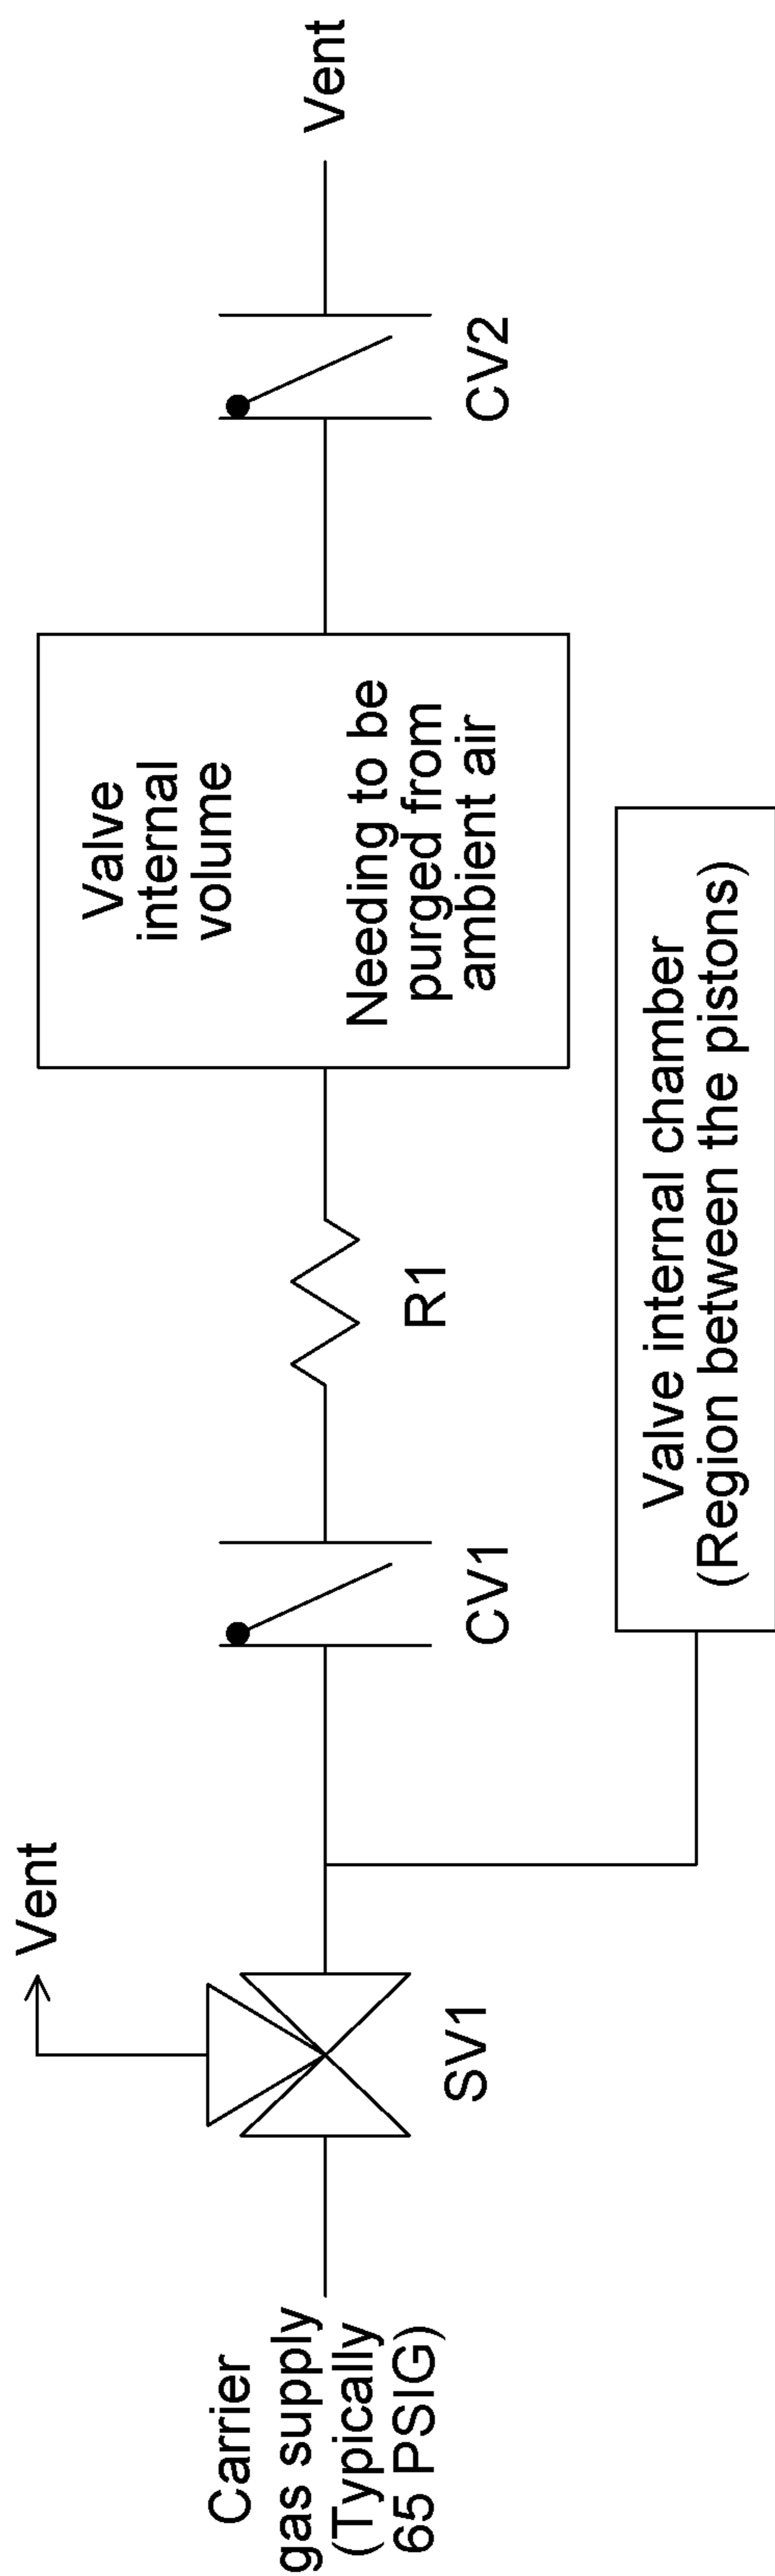 Carrier
gas supply
(Typically
65 PSIG)
Vent
SV1
CV1
R1
Valve
internal
volume
Needing to be
purged from
ambient air
CV2
Vent
Valve internal chamber
(Region between the pistons)